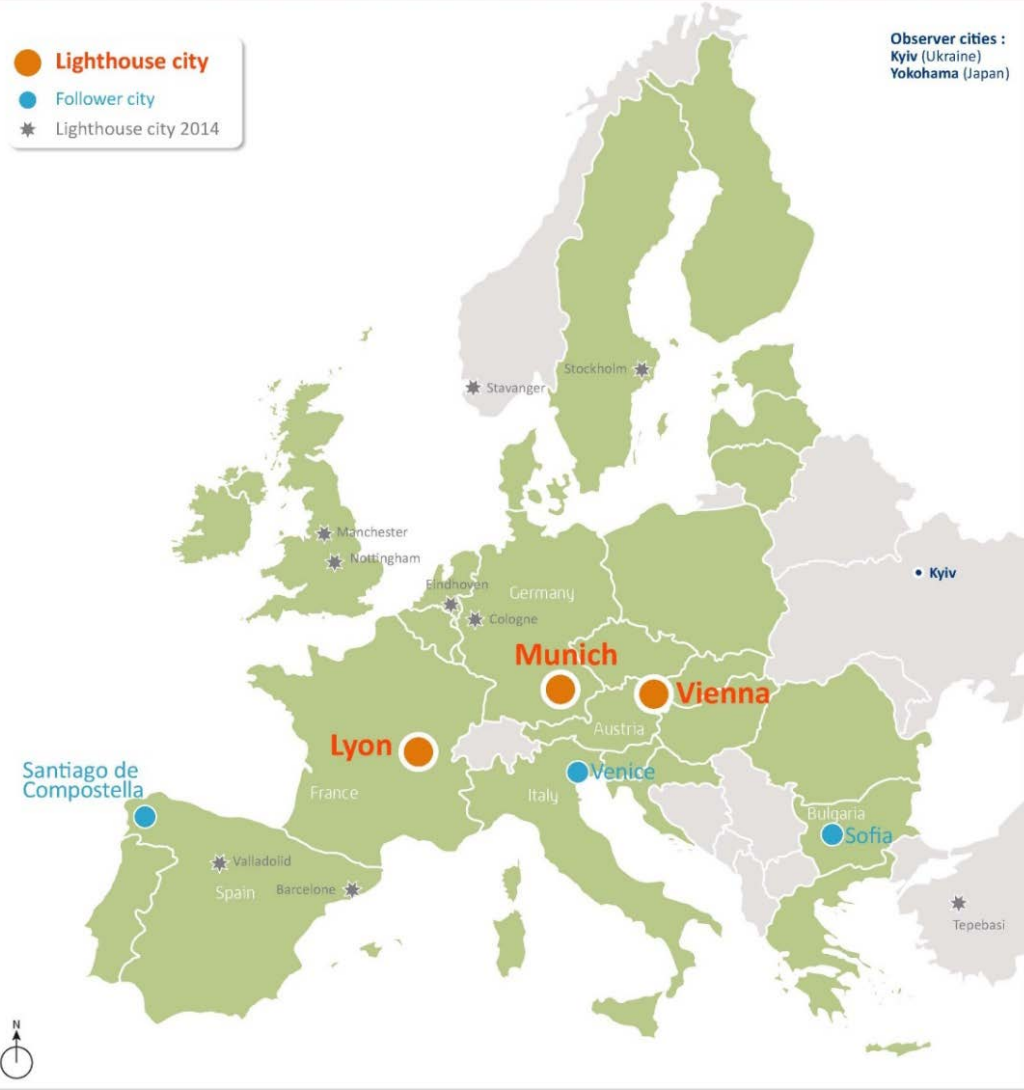 Lighthouse city
Follower city
Lighthouse city 2014
Observer cities :
Kyiv (Ukraine)
Yokohama (Japan)
Stockholm
Stavanger
Manchester
Nottingham
Eindhoven
Cologne
Germany
Kyiv
Munich
Vienna
Austria
Lyon
Santiago de
Compostella
Venice
France
Italy
Bulgaria
Sofia
Valladolid
Spain
Barcelone
Tepebasi
N